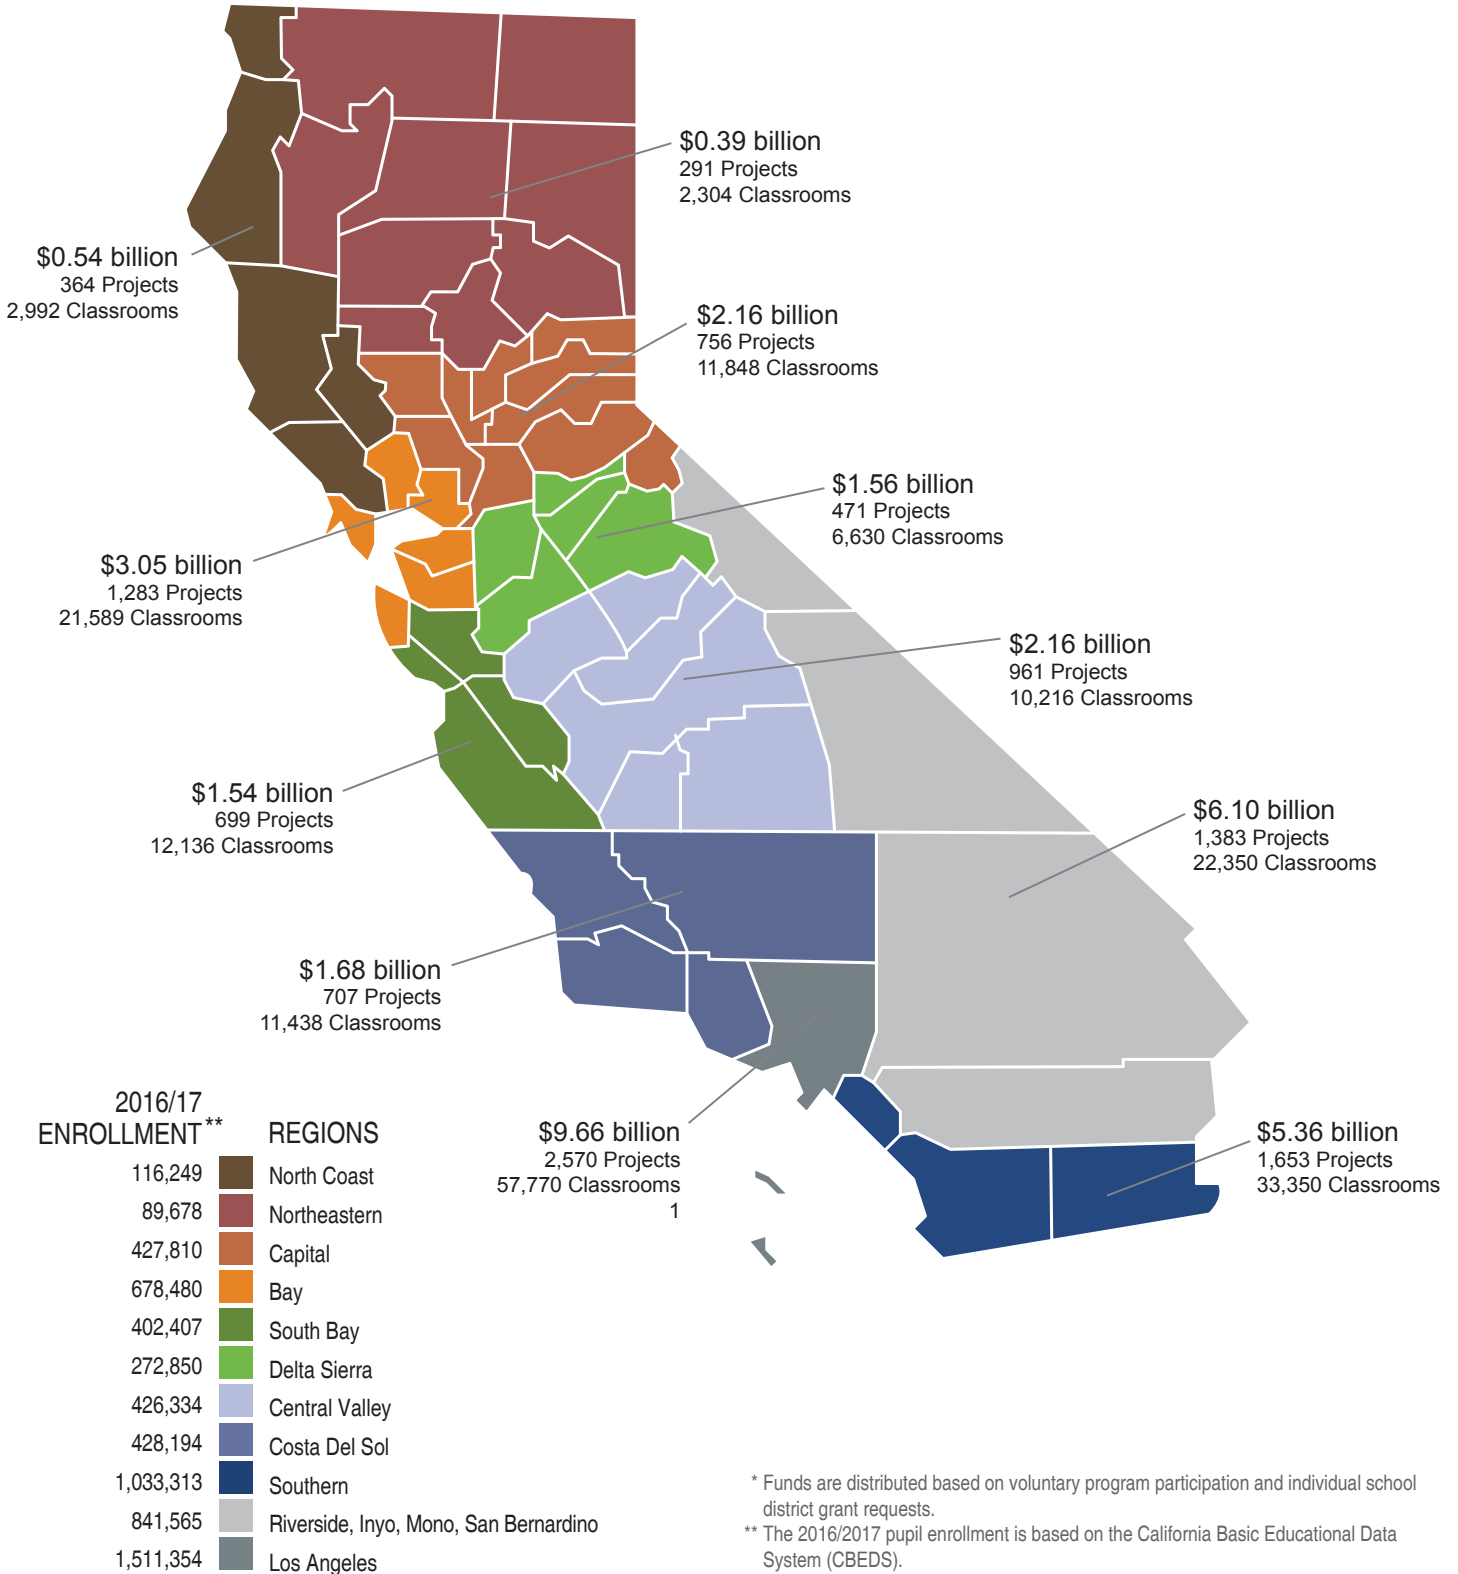 $0.39 billion
291 Projects
2,304 Classrooms
$0.54 billion
364 Projects
2,992 Classrooms
$2.16 billion
756 Projects
11,848 Classrooms
$1.56 billion
471 Projects
6,630 Classrooms
$3.05 billion
1,283 Projects
21,589 Classrooms
$2.16 billion
961 Projects
10,216 Classrooms
$1.54 billion
699 Projects
12,136 Classrooms
$6.10 billion
1,383 Projects
22,350 Classrooms
$1.68 billion
707 Projects
11,438 Classrooms
$9.66 billion
2,570 Projects
57,770 Classrooms
1
$5.36 billion
1,653 Projects
33,350 Classrooms
2016/17
ENROLLMENT** REGIONS
116,249 North Coast
89,678 Northeastern
427,810 Capital
678,480 Bay
402,407 South Bay
272,850 Delta Sierra
426,334 Central Valley
428,194 Costa Del Sol
1,033,313 Southern
841,565 Riverside, Inyo, Mono, San Bernardino
1,511,354 Los Angeles
* Funds are distributed based on voluntary program participation and individual school
district grant requests.
** The 2016/2017 pupil enrollment is based on the California Basic Educational Data
System (CBEDS).